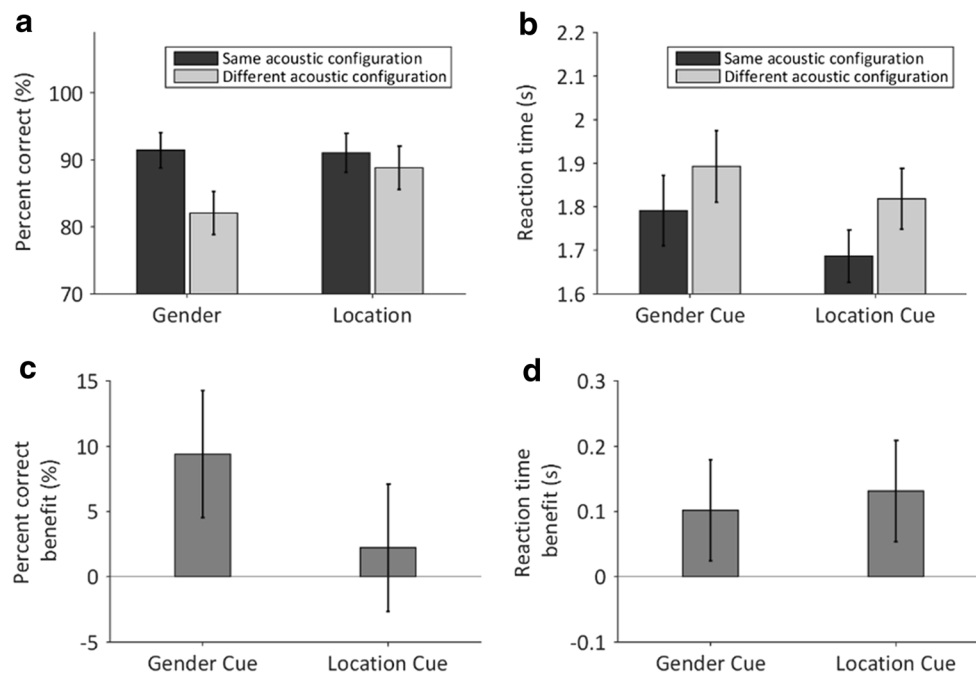 a
Same acoustic configuration
Different acoustic configuration
Percent correct (%)
100
90
80
70
Gender
Location
b
Same acoustic configuration
Different acoustic configuration
Reaction time (s)
2.2
2.1
2
1.9
1.8
1.7
1.6
Gender Cue
Location Cue
c
Percent correct
benefit (%)
15
10
5
0
-5
Gender Cue
Location Cue
d
Reaction time
benefit (s)
0.3
0.2
0.1
0
-0.1
Gender Cue
Location Cue